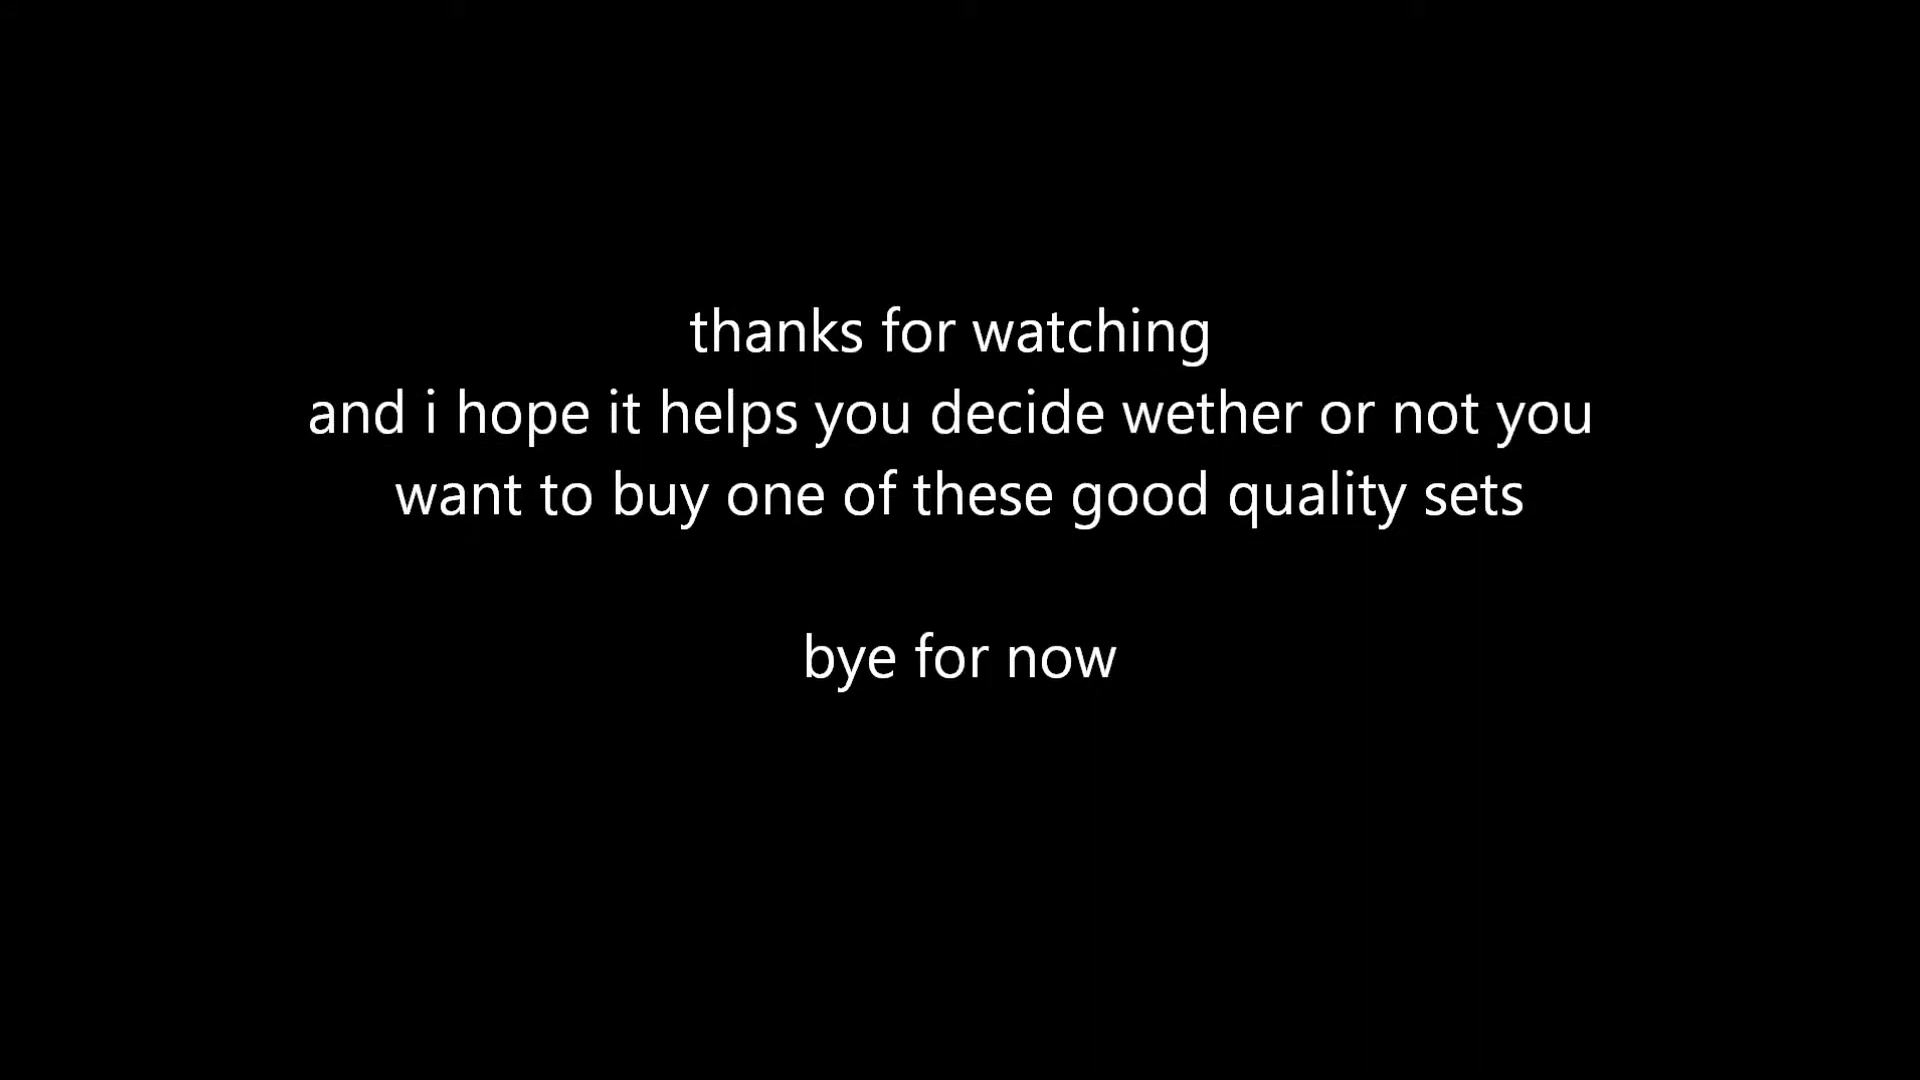 thanks for watching
and i hope it helps you decide wether or not you
want to buy one of these good quality sets
bye for now